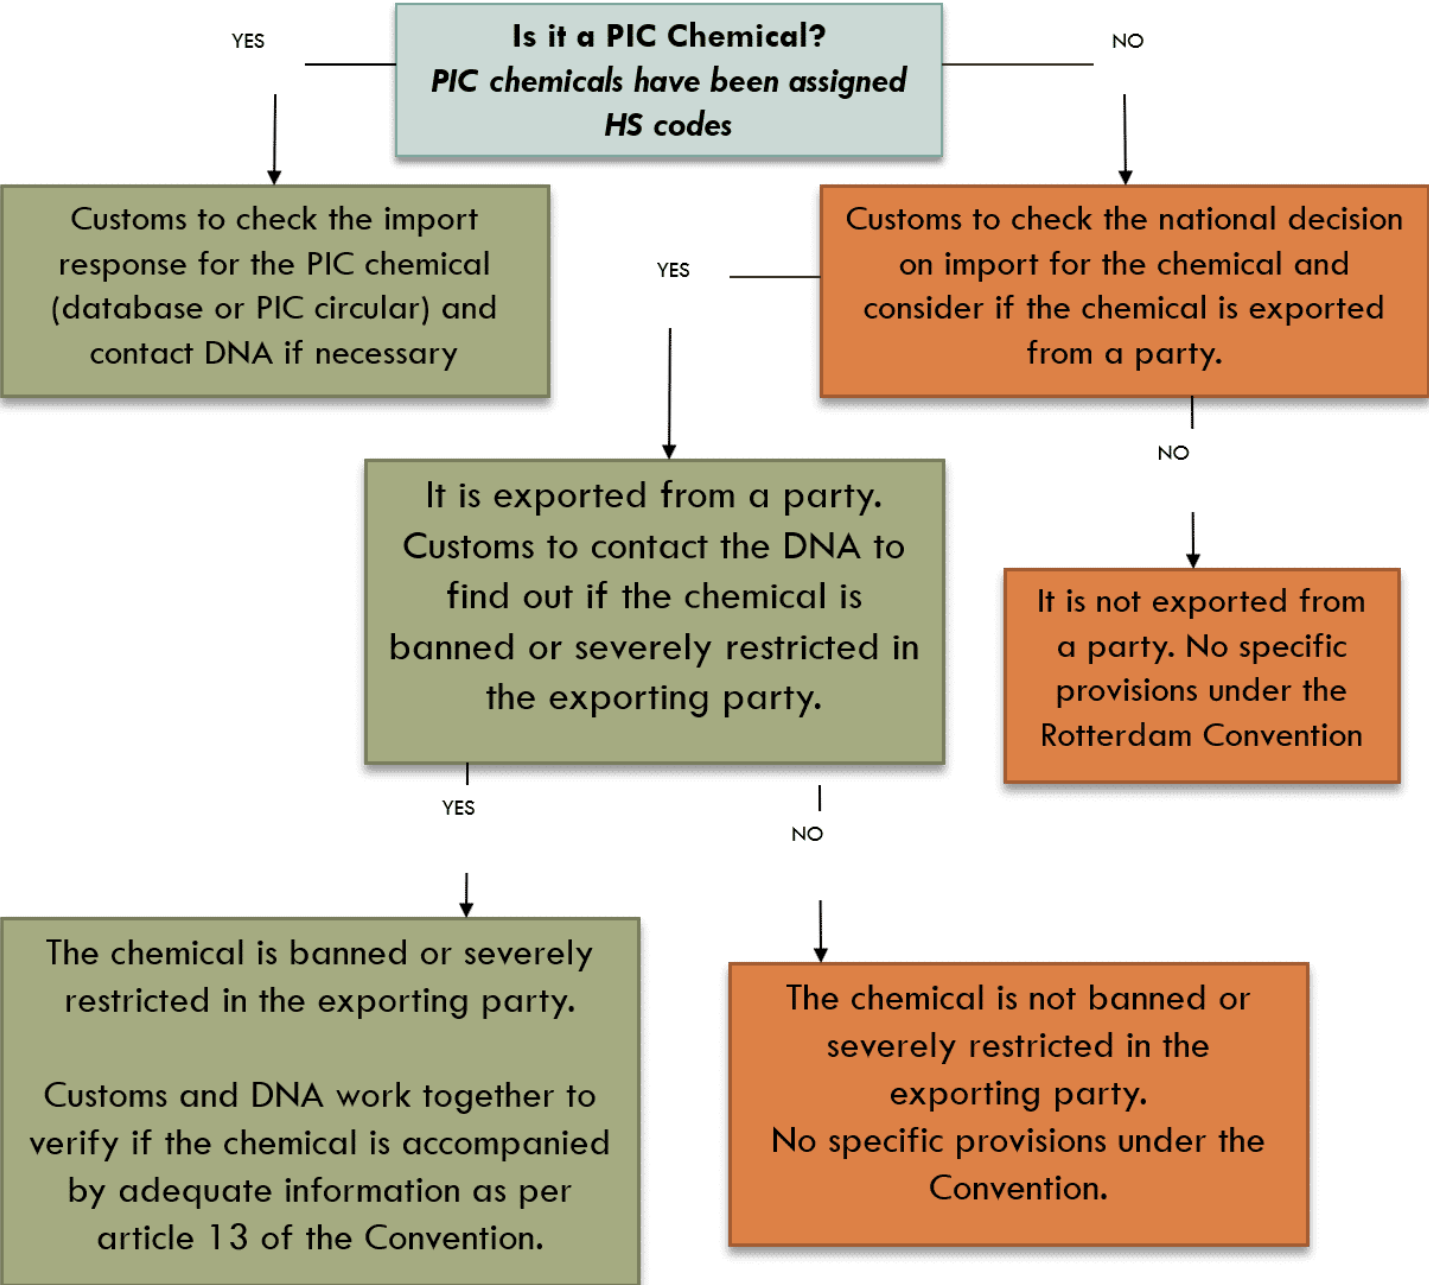 Is it a PIC Chemical?
PIC chemicals have been assigned
HS codes
YES
NO
Customs to check the import
response for the PIC chemical
(database or PIC circular) and
contact DNA if necessary
Customs to check the national decision
on import for the chemical and
consider if the chemical is exported
from a party.
YES
NO
It is exported from a party.
Customs to contact the DNA to
find out if the chemical is
banned or severely restricted in
the exporting party.
It is not exported from
a party. No specific
provisions under the
Rotterdam Convention
YES
NO
The chemical is banned or severely
restricted in the exporting party.
Customs and DNA work together to
verify if the chemical is accompanied
by adequate information as per
article 13 of the Convention.
The chemical is not banned or
severely restricted in the
exporting party.
No specific provisions under the
Convention.